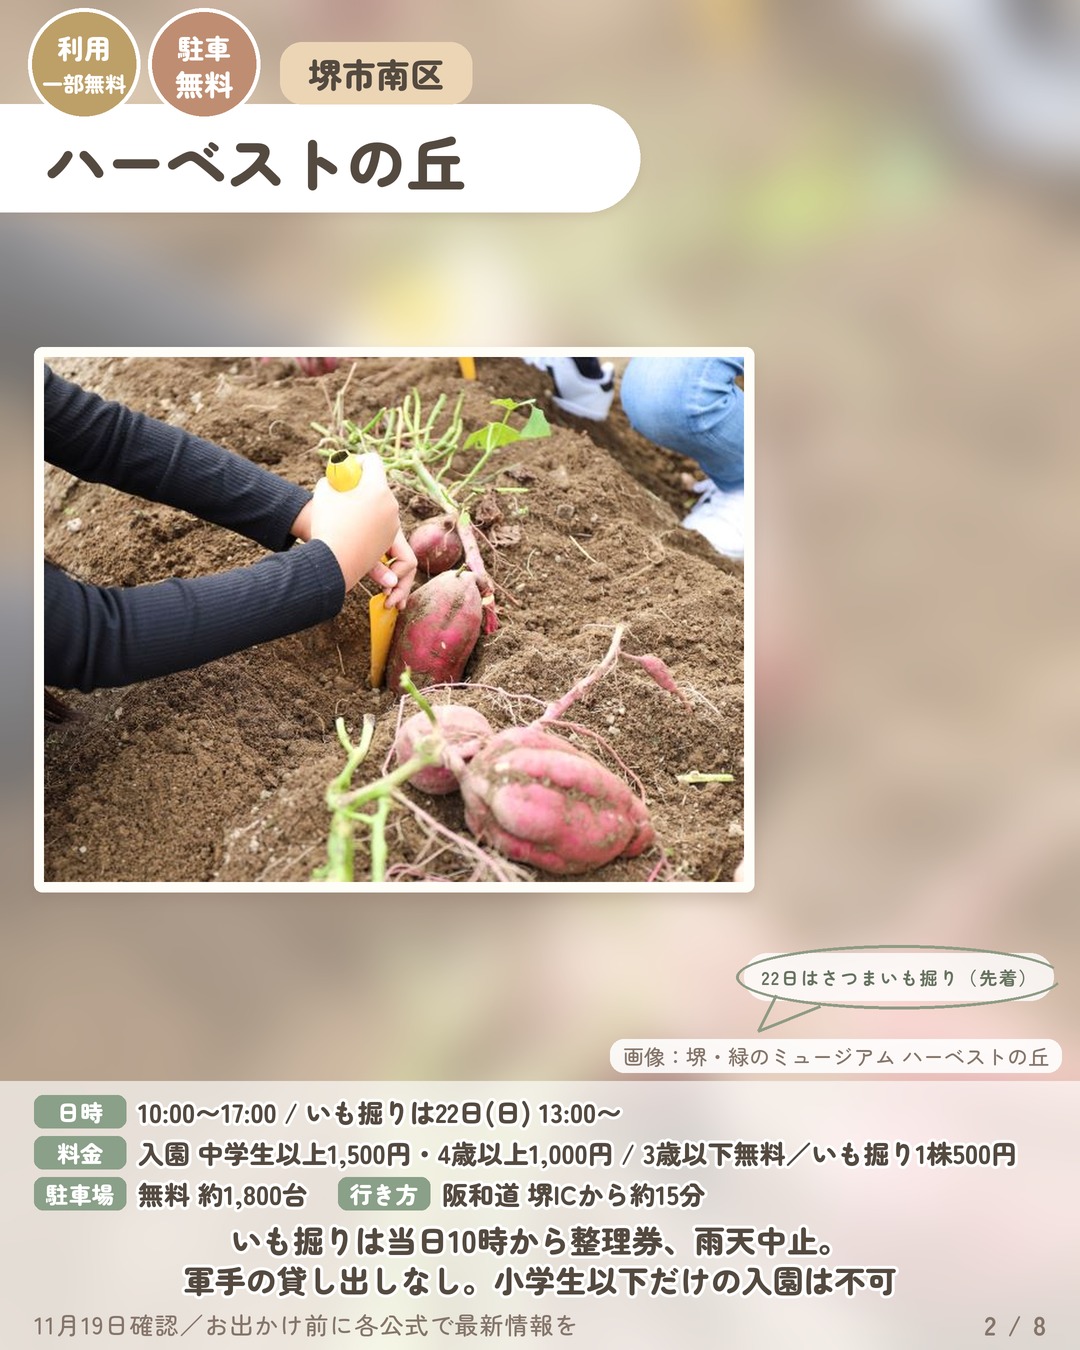 利用
一部無料
駐車
無料
堺市南区
ハーベストの丘
22日はさつまいも掘り（先着）
画像：堺・緑のミュージアム ハーベストの丘
日時 10:00〜17:00 / いも掘りは22日(日) 13:00〜
料金 入園 中学生以上1,500円・4歳以上1,000円 / 3歳以下無料／いも掘り1株500円
駐車場 無料 約1,800台 行き方 阪和道 堺ICから約15分
いも掘りは当日10時から整理券、雨天中止。
軍手の貸し出しなし。小学生以下だけの入園は不可
11月19日確認／お出かけ前に各公式で最新情報を
2 / 8